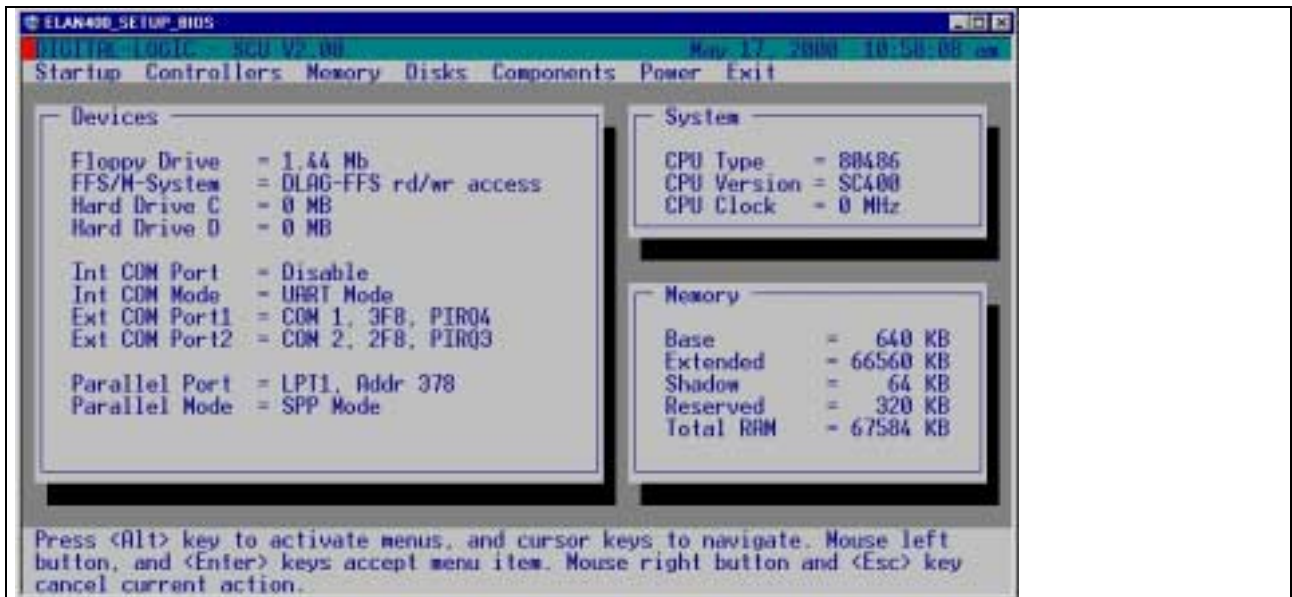 ELAN400_SETUP_BIOS
DIGITAL-LOGIC - SCU V2.00 May 17, 2000 10:58:08 am
Startup Controllers Memory Disks Components Power Exit
Devices
Floppy Drive = 1.44 Mb
FFS/M-System = DLAG-FFS rd/wr access
Hard Drive C = 0 MB
Hard Drive D = 0 MB
Int COM Port = Disable
Int COM Mode = UART Mode
Ext COM Port1 = COM 1, 3F8, PIRQ4
Ext COM Port2 = COM 2, 2F8, PIRQ3
Parallel Port = LPT1, Addr 378
Parallel Mode = SPP Mode
System
CPU Type = 80486
CPU Version = SC400
CPU Clock = 0 MHz
Memory
Base = 640 KB
Extended = 66560 KB
Shadow = 64 KB
Reserved = 320 KB
Total RAM = 67584 KB
Press <Alt> key to activate menus, and cursor keys to navigate. Mouse left
button, and <Enter> keys accept menu item. Mouse right button and <Esc> key
cancel current action.